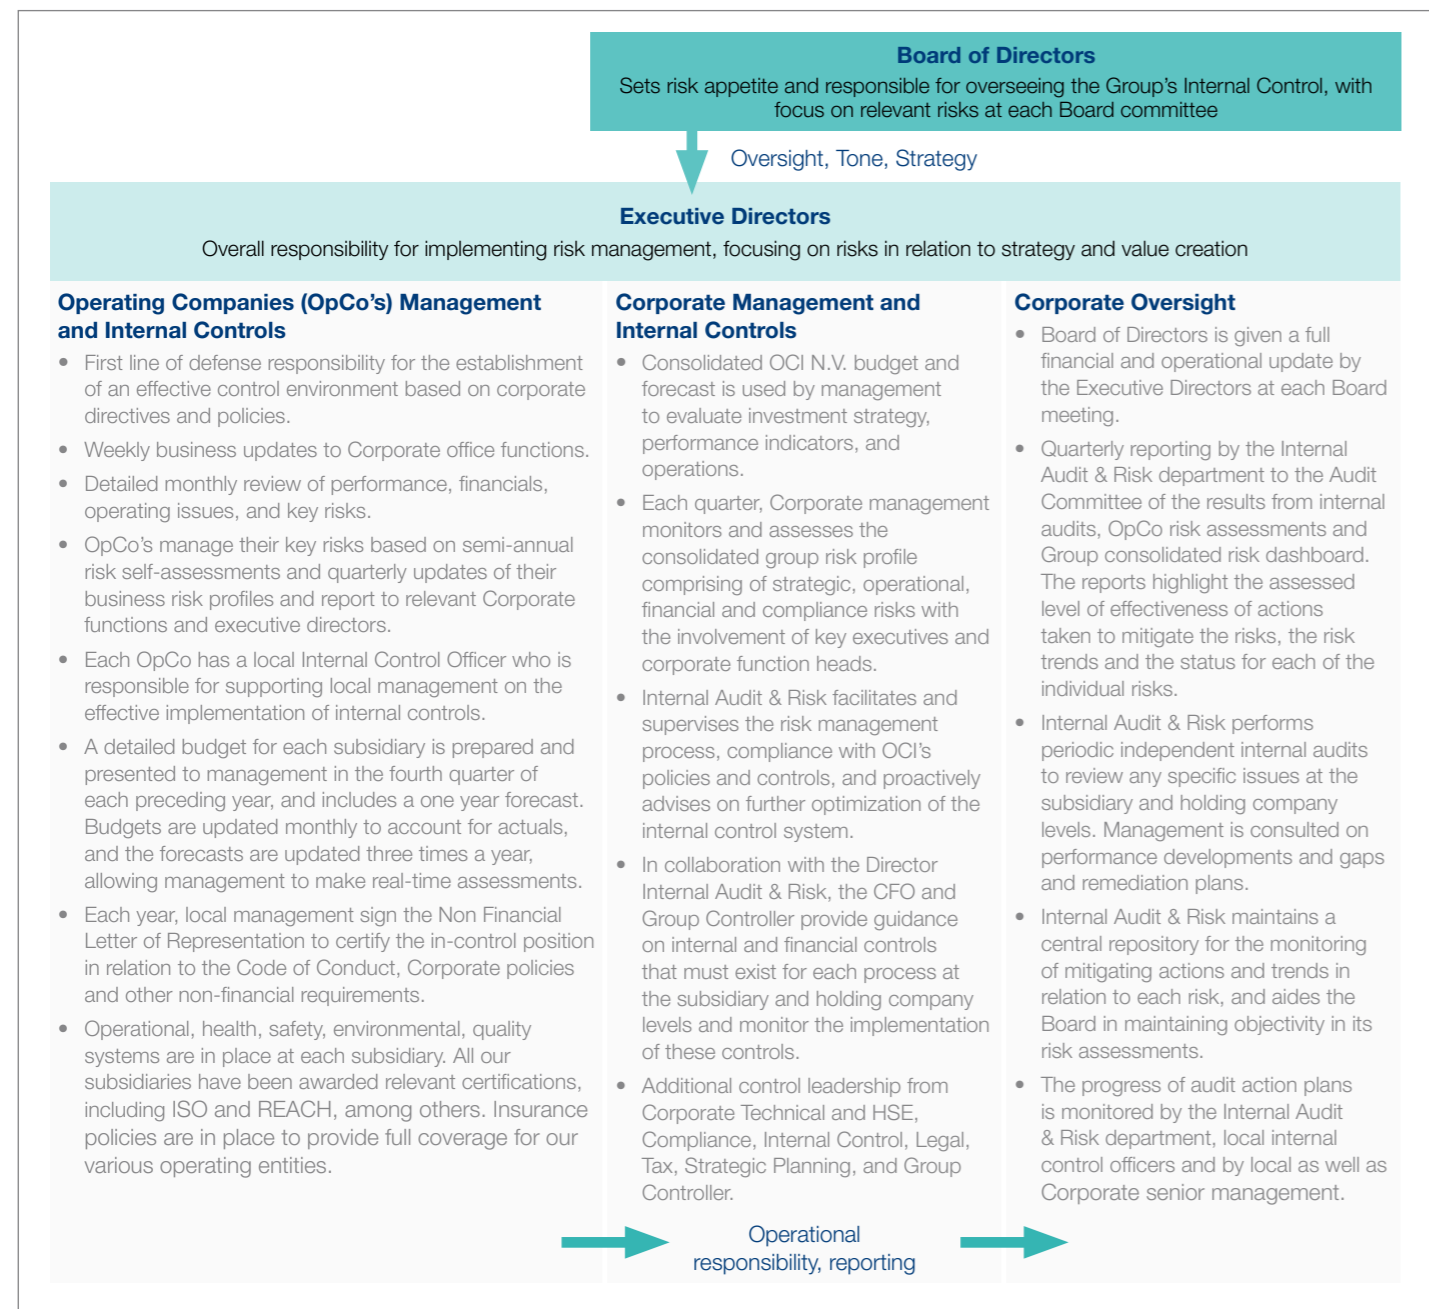 Board of Directors
Sets risk appetite and responsible for overseeing the Group's Internal Control, with
focus on relevant risks at each Board committee
Oversight, Tone, Strategy
Executive Directors
Overall responsibility for implementing risk management, focusing on risks in relation to strategy and value creation
Operating Companies (OpCo's) Management
and Internal Controls
• First line of defense responsibility for the establishment
of an effective control environment based on corporate
directives and policies.
• Weekly business updates to Corporate office functions.
• Detailed monthly review of performance, financials,
operating issues, and key risks.
• OpCo's manage their key risks based on semi-annual
risk self-assessments and quarterly updates of their
business risk profiles and report to relevant Corporate
functions and executive directors.
• Each OpCo has a local Internal Control Officer who is
responsible for supporting local management on the
effective implementation of internal controls.
• A detailed budget for each subsidiary is prepared and
presented to management in the fourth quarter of
each preceding year, and includes a one year forecast.
Budgets are updated monthly to account for actuals,
and the forecasts are updated three times a year,
allowing management to make real-time assessments.
• Each year, local management sign the Non Financial
Letter of Representation to certify the in-control position
in relation to the Code of Conduct, Corporate policies
and other non-financial requirements.
• Operational, health, safety, environmental, quality
systems are in place at each subsidiary. All our
subsidiaries have been awarded relevant certifications,
including ISO and REACH, among others. Insurance
policies are in place to provide full coverage for our
various operating entities.
Corporate Management and
Internal Controls
• Consolidated OCI N.V. budget and
forecast is used by management
to evaluate investment strategy,
performance indicators, and
operations.
• Each quarter, Corporate management
monitors and assesses the
consolidated group risk profile
comprising of strategic, operational,
financial and compliance risks with
the involvement of key executives and
corporate function heads.
• Internal Audit & Risk facilitates and
supervises the risk management
process, compliance with OCI's
policies and controls, and proactively
advises on further optimization of the
internal control system.
• In collaboration with the Director
Internal Audit & Risk, the CFO and
Group Controller provide guidance
on internal and financial controls
that must exist for each process at
the subsidiary and holding company
levels and monitor the implementation
of these controls.
• Additional control leadership from
Corporate Technical and HSE,
Compliance, Internal Control, Legal,
Tax, Strategic Planning, and Group
Controller.
Corporate Oversight
• Board of Directors is given a full
financial and operational update by
the Executive Directors at each Board
meeting.
• Quarterly reporting by the Internal
Audit & Risk department to the Audit
Committee of the results from internal
audits, OpCo risk assessments and
Group consolidated risk dashboard.
The reports highlight the assessed
level of effectiveness of actions
taken to mitigate the risks, the risk
trends and the status for each of the
individual risks.
• Internal Audit & Risk performs
periodic independent internal audits
to review any specific issues at the
subsidiary and holding company
levels. Management is consulted on
performance developments and gaps
and remediation plans.
• Internal Audit & Risk maintains a
central repository for the monitoring
of mitigating actions and trends in
relation to each risk, and aides the
Board in maintaining objectivity in its
risk assessments.
• The progress of audit action plans
is monitored by the Internal Audit
& Risk department, local internal
control officers and by local as well as
Corporate senior management.
Operational
responsibility, reporting